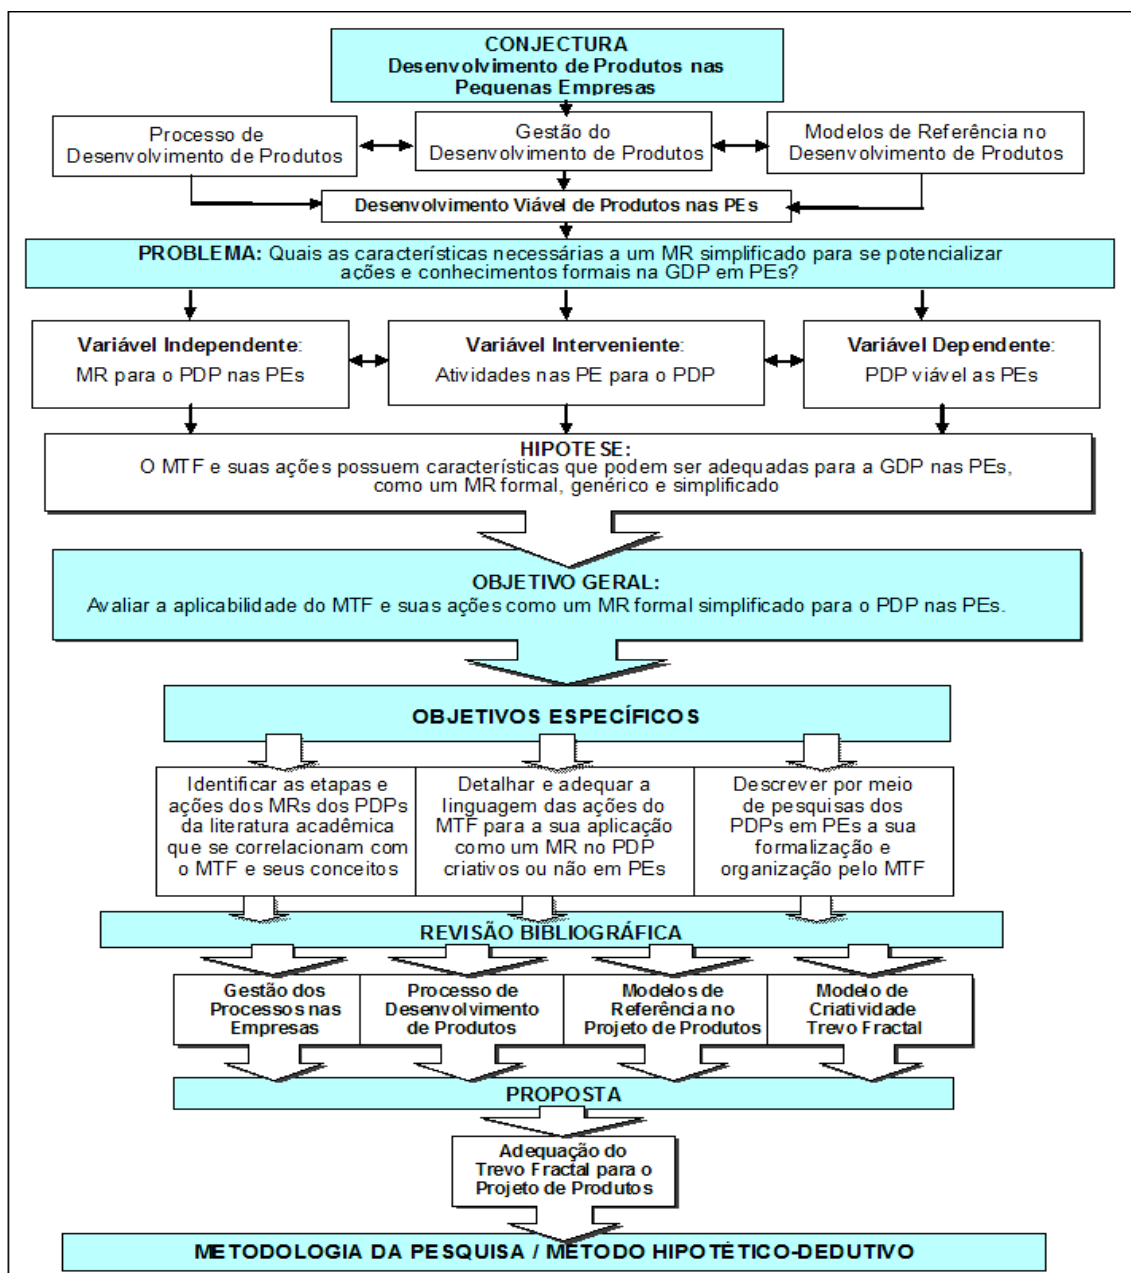 CONJECTURA
Desenvolvimento de Produtos nas
Pequenas Empresas
Processo de
Desenvolvimento de Produtos
Gestão do
Desenvolvimento de Produtos
Modelos de Referência no
Desenvolvimento de Produtos
Desenvolvimento Viável de Produtos nas PEs
PROBLEMA: Quais as características necessárias a um MR simplificado para se potencializar
ações e conhecimentos formais na GDP em PEs?
Variável Independente:
MR para o PDP nas PEs
Variável Interveniente:
Atividades nas PE para o PDP
Variável Dependente:
PDP viável as PEs
HIPÓTESE:
O MTF e suas ações possuem características que podem ser adequadas para a GDP nas PEs,
como um MR formal, genérico e simplificado
OBJETIVO GERAL:
Avaliar a aplicabilidade do MTF e suas ações como um MR formal simplificado para o PDP nas PEs.
OBJETIVOS ESPECÍFICOS
Identificar as etapas e
ações dos MRs dos PDPs
da literatura acadêmica
que se correlacionam com
o MTF e seus conceitos
Detalhar e adequar a
linguagem das ações do
MTF para a sua aplicação
como um MR no PDP
criativos ou não em PEs
Descrever por meio
de pesquisas dos
PDPs em PEs a sua
formalização e
organização pelo MTF
REVISÃO BIBLIOGRÁFICA
Gestão dos
Processos nas
Empresas
Processo de
Desenvolvimento
de Produtos
Modelos de
Referência no
Projeto de Produtos
Modelo de
Criatividade
Trevo Fractal
PROPOSTA
Adequação do
Trevo Fractal para o
Projeto de Produtos
METODOLOGIA DA PESQUISA / MÉTODO HIPOTÉTICO-DEDUTIVO